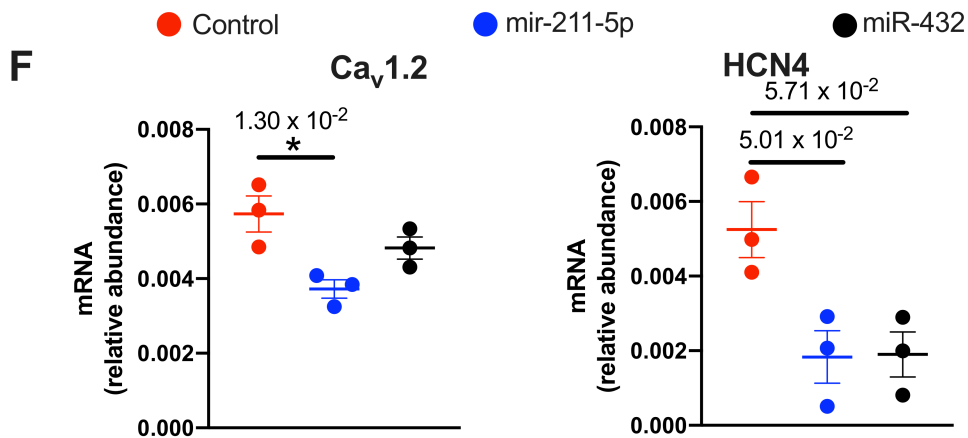 Control mir-211-5p miR-432
F
Ca_v1.2
1.30 x 10^-2
*
mRNA
(relative abundance)
0.008
0.006
0.004
0.002
0.000
HCN4
5.71 x 10^-2
5.01 x 10^-2
mRNA
(relative abundance)
0.008
0.006
0.004
0.002
0.000